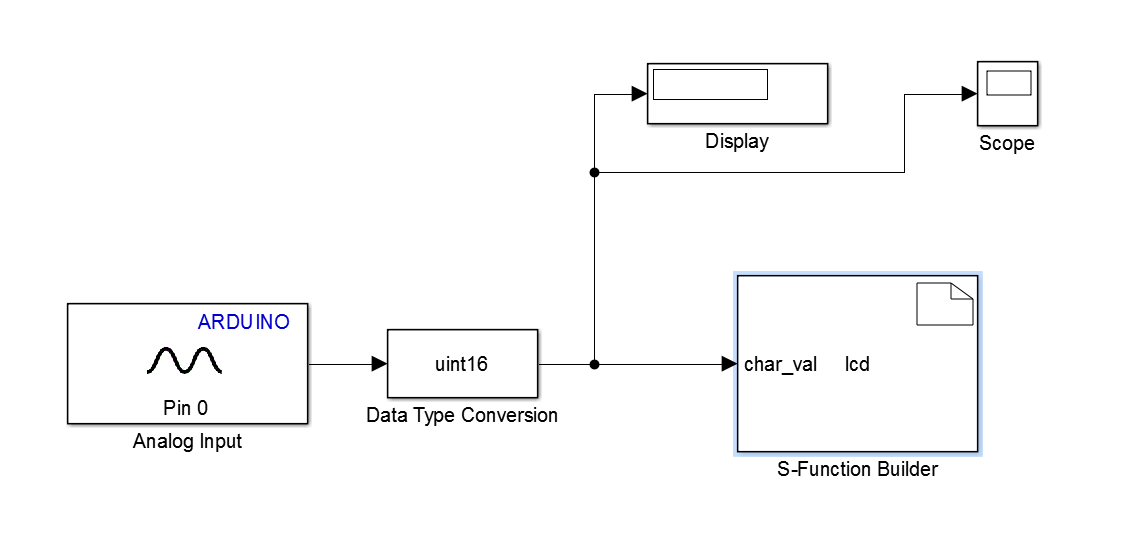 Display
Scope
ARDUINO
Pin 0
Analog Input
uint16
Data Type Conversion
char_val lcd
S-Function Builder